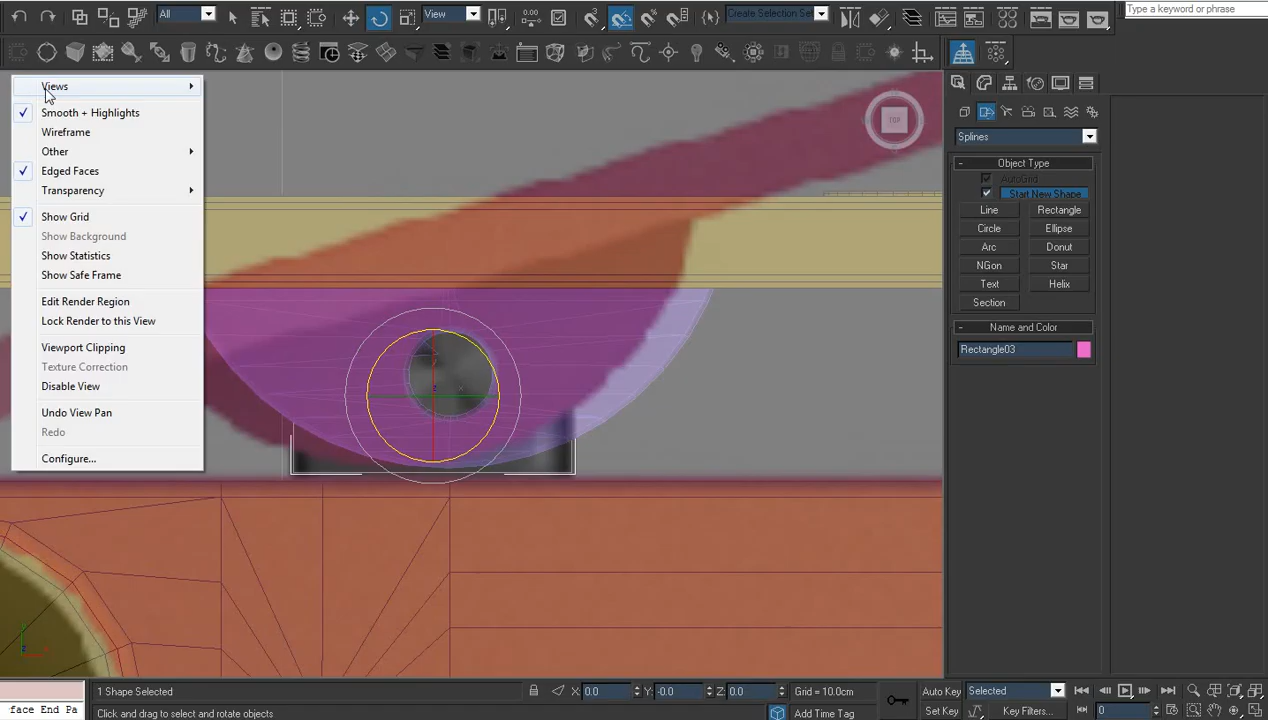 All
View
Create Selection Set
Type a keyword or phrase
Views
Smooth + Highlights
Wireframe
Other
Edged Faces
Transparency
Show Grid
Show Background
Show Statistics
Show Safe Frame
Edit Render Region
Lock Render to this View
Viewport Clipping
Texture Correction
Disable View
Undo View Pan
Redo
Configure...
TOP
Splines
- Object Type
AutoGrid
Start New Shape
Line Rectangle
Circle Ellipse
Arc Donut
NGon Star
Text Helix
Section
- Name and Color
Rectangle03
1 Shape Selected X: 0.0 Y: -0.0 Z: 0.0 Grid = 10.0cm Auto Key Selected
face End Pa Click and drag to select and rotate objects Add Time Tag Set Key Key Filters... 0